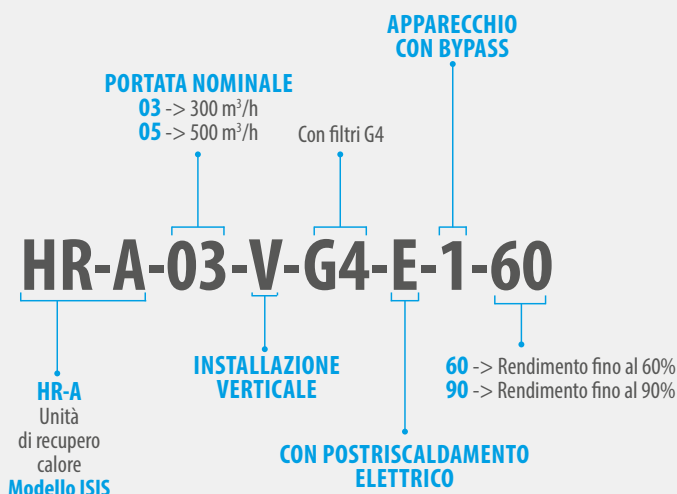 APPARECCHIO
CON BYPASS
PORTATA NOMINALE
03 -> 300 m³/h
05 -> 500 m³/h
Con filtri G4
HR-A-03-V-G4-E-1-60
HR-A
Unità
di recupero
calore
Modello ISIS
INSTALLAZIONE
VERTICALE
CON POSTRISCALDAMENTO
ELETTRICO
60 -> Rendimento fino al 60%
90 -> Rendimento fino al 90%